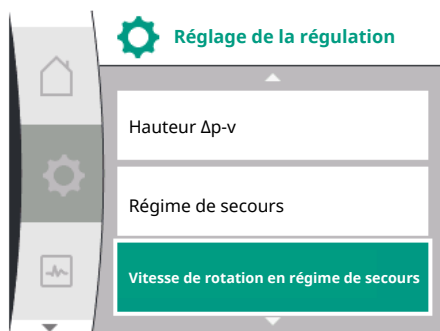 Réglage de la régulation
Hauteur Δp-v
Régime de secours
Vitesse de rotation en régime de secours